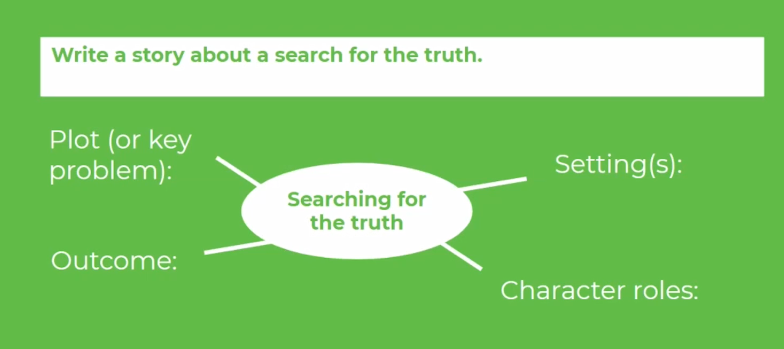 Write a story about a search for the truth.
Plot (or key
problem):
Setting(s):
Searching for
the truth
Outcome:
Character roles: